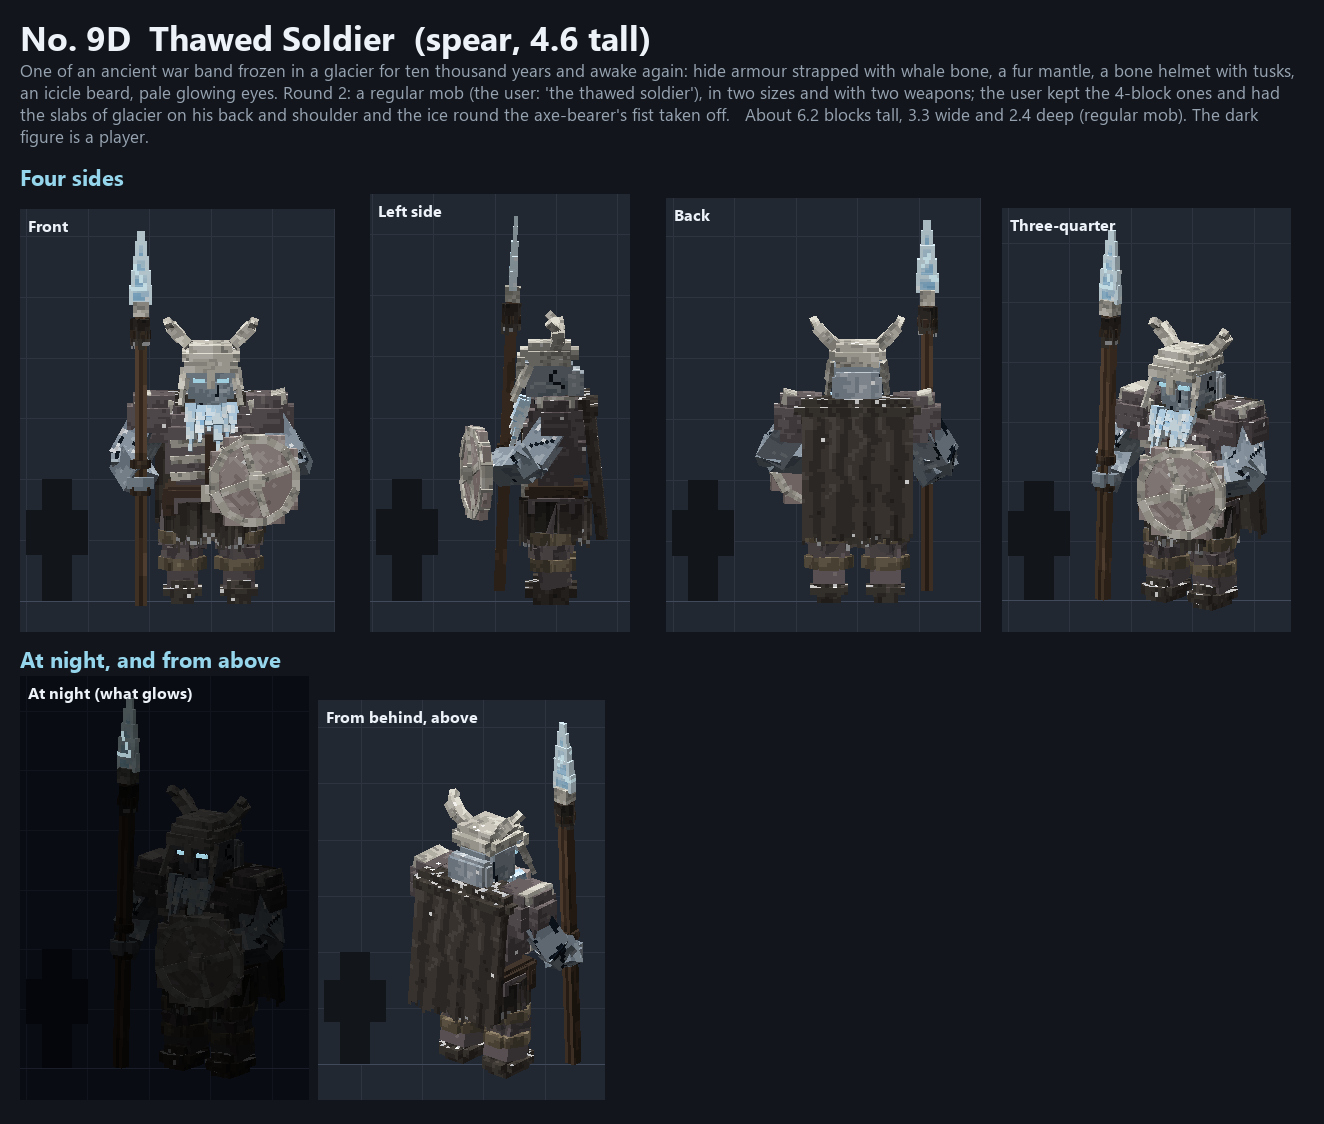 No. 9D  Thawed Soldier  (spear, 4.6 tall)
One of an ancient war band frozen in a glacier for ten thousand years and awake again: hide armour strapped with whale bone, a fur mantle, a bone helmet with tusks,
an icicle beard, pale glowing eyes. Round 2: a regular mob (the user: 'the thawed soldier'), in two sizes and with two weapons; the user kept the 4-block ones and had
the slabs of glacier on his back and shoulder and the ice round the axe-bearer's fist taken off.   About 6.2 blocks tall, 3.3 wide and 2.4 deep (regular mob). The dark
figure is a player.
Four sides
Front
Left side
Back
Three-quarter
At night, and from above
At night (what glows)
From behind, above